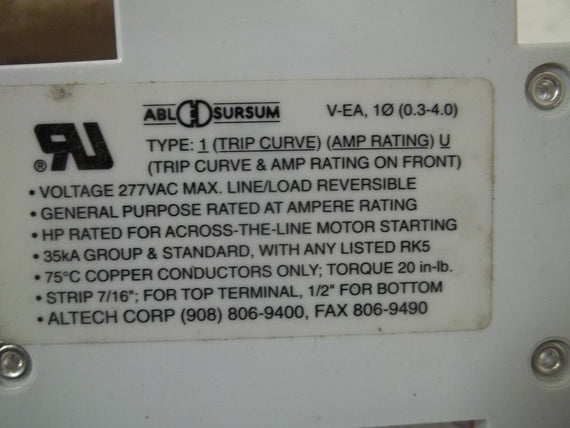 ABL SURSUM V-EA, 1Ø (0.3-4.0)
® RU TYPE: 1 (TRIP CURVE) (AMP RATING) U
(TRIP CURVE & AMP RATING ON FRONT)
• VOLTAGE 277VAC MAX. LINE/LOAD REVERSIBLE
• GENERAL PURPOSE RATED AT AMPERE RATING
• HP RATED FOR ACROSS-THE-LINE MOTOR STARTING
• 35kA GROUP & STANDARD, WITH ANY LISTED RK5
• 75°C COPPER CONDUCTORS ONLY; TORQUE 20 in-lb.
• STRIP 7/16"; FOR TOP TERMINAL, 1/2" FOR BOTTOM
• ALTECH CORP (908) 806-9400, FAX 806-9490